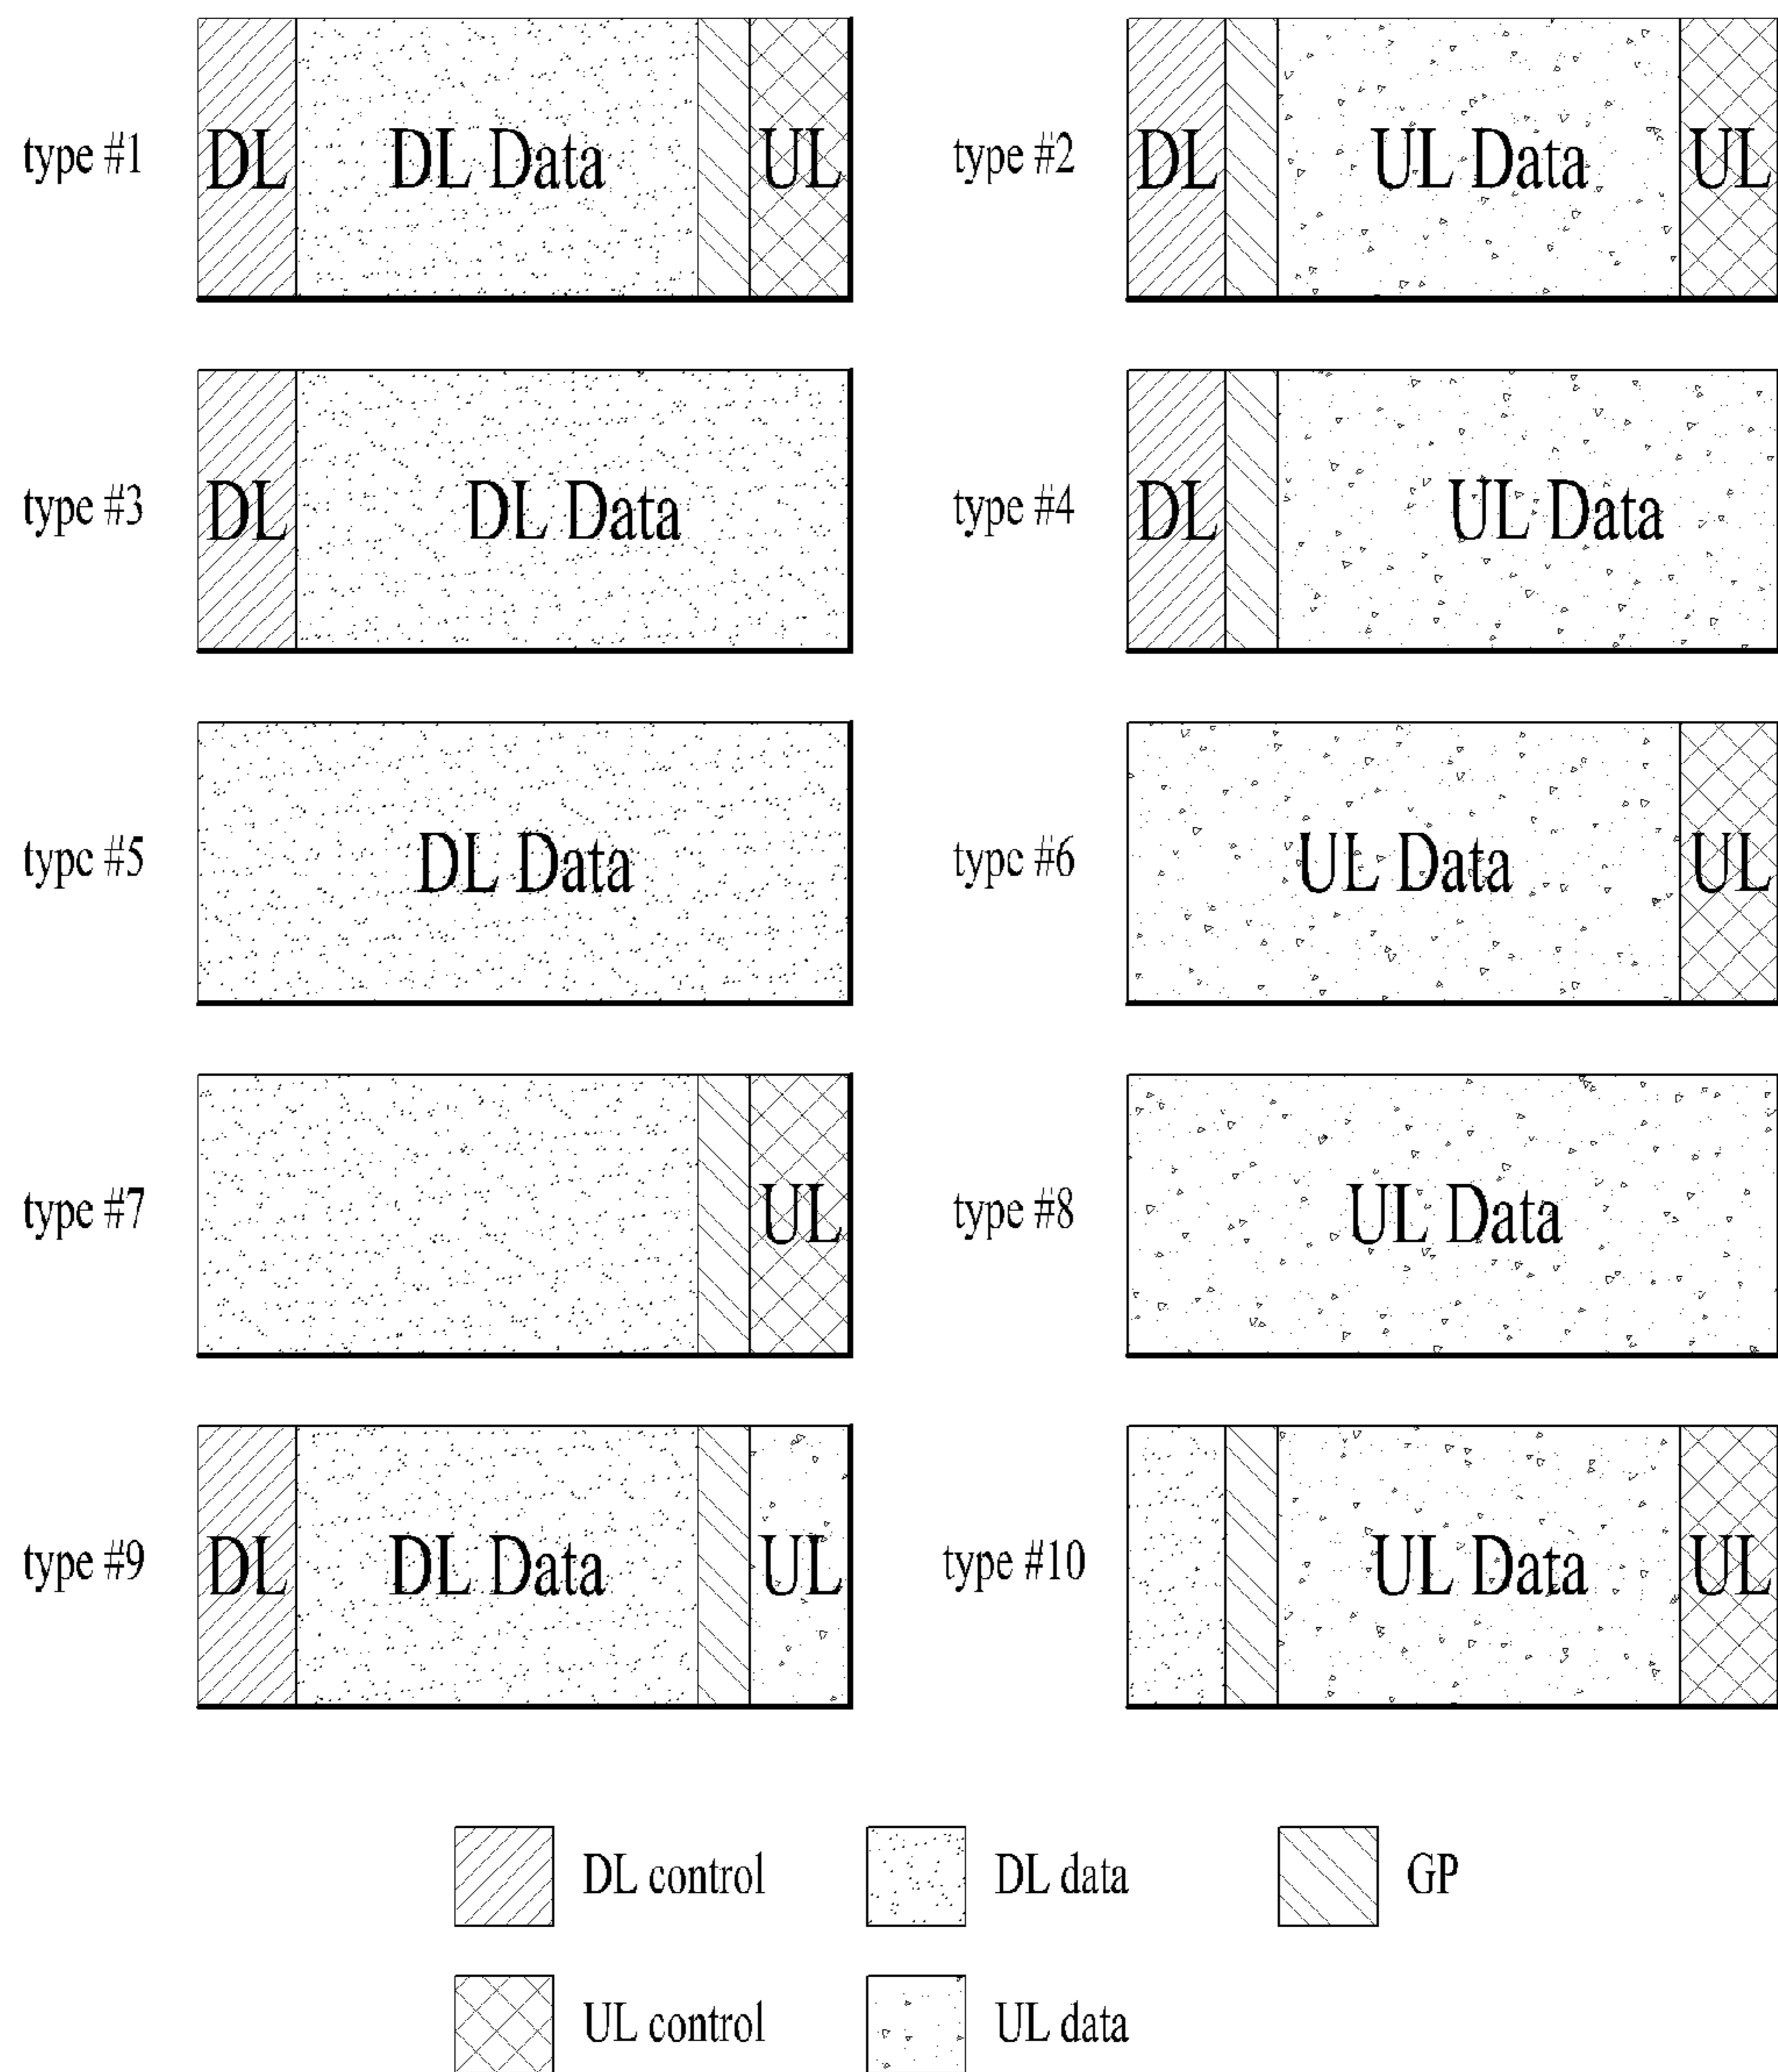 type #1 DL DL Data UL type #2 DL UL Data UL
type #3 DL DL Data type #4 DL UL Data
type #5 DL Data type #6 UL Data UL
type #7 UL type #8 UL Data
type #9 DL DL Data UL type #10 UL Data UL
DL control DL data GP
UL control UL data